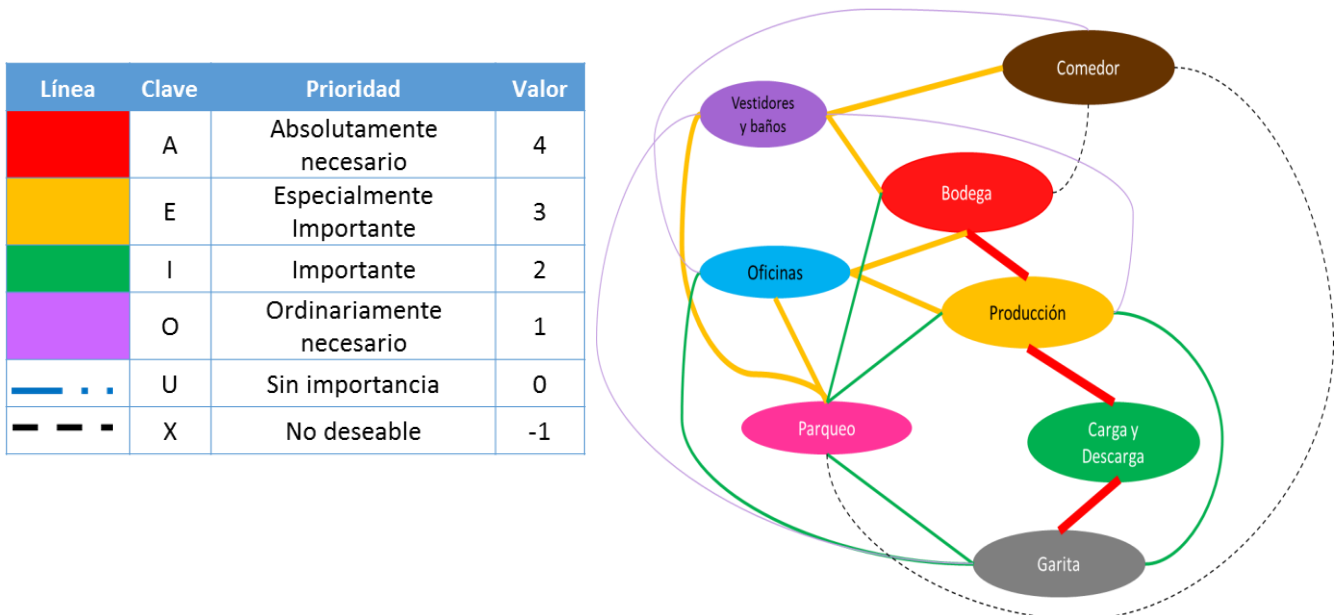 Línea Clave Prioridad Valor
A Absolutamente necesario 4
E Especialmente Importante 3
I Importante 2
O Ordinariamente necesario 1
U Sin importancia 0
X No deseable -1
Comedor
Vestidores
y baños
Bodega
Oficinas
Producción
Parqueo
Carga y
Descarga
Garita